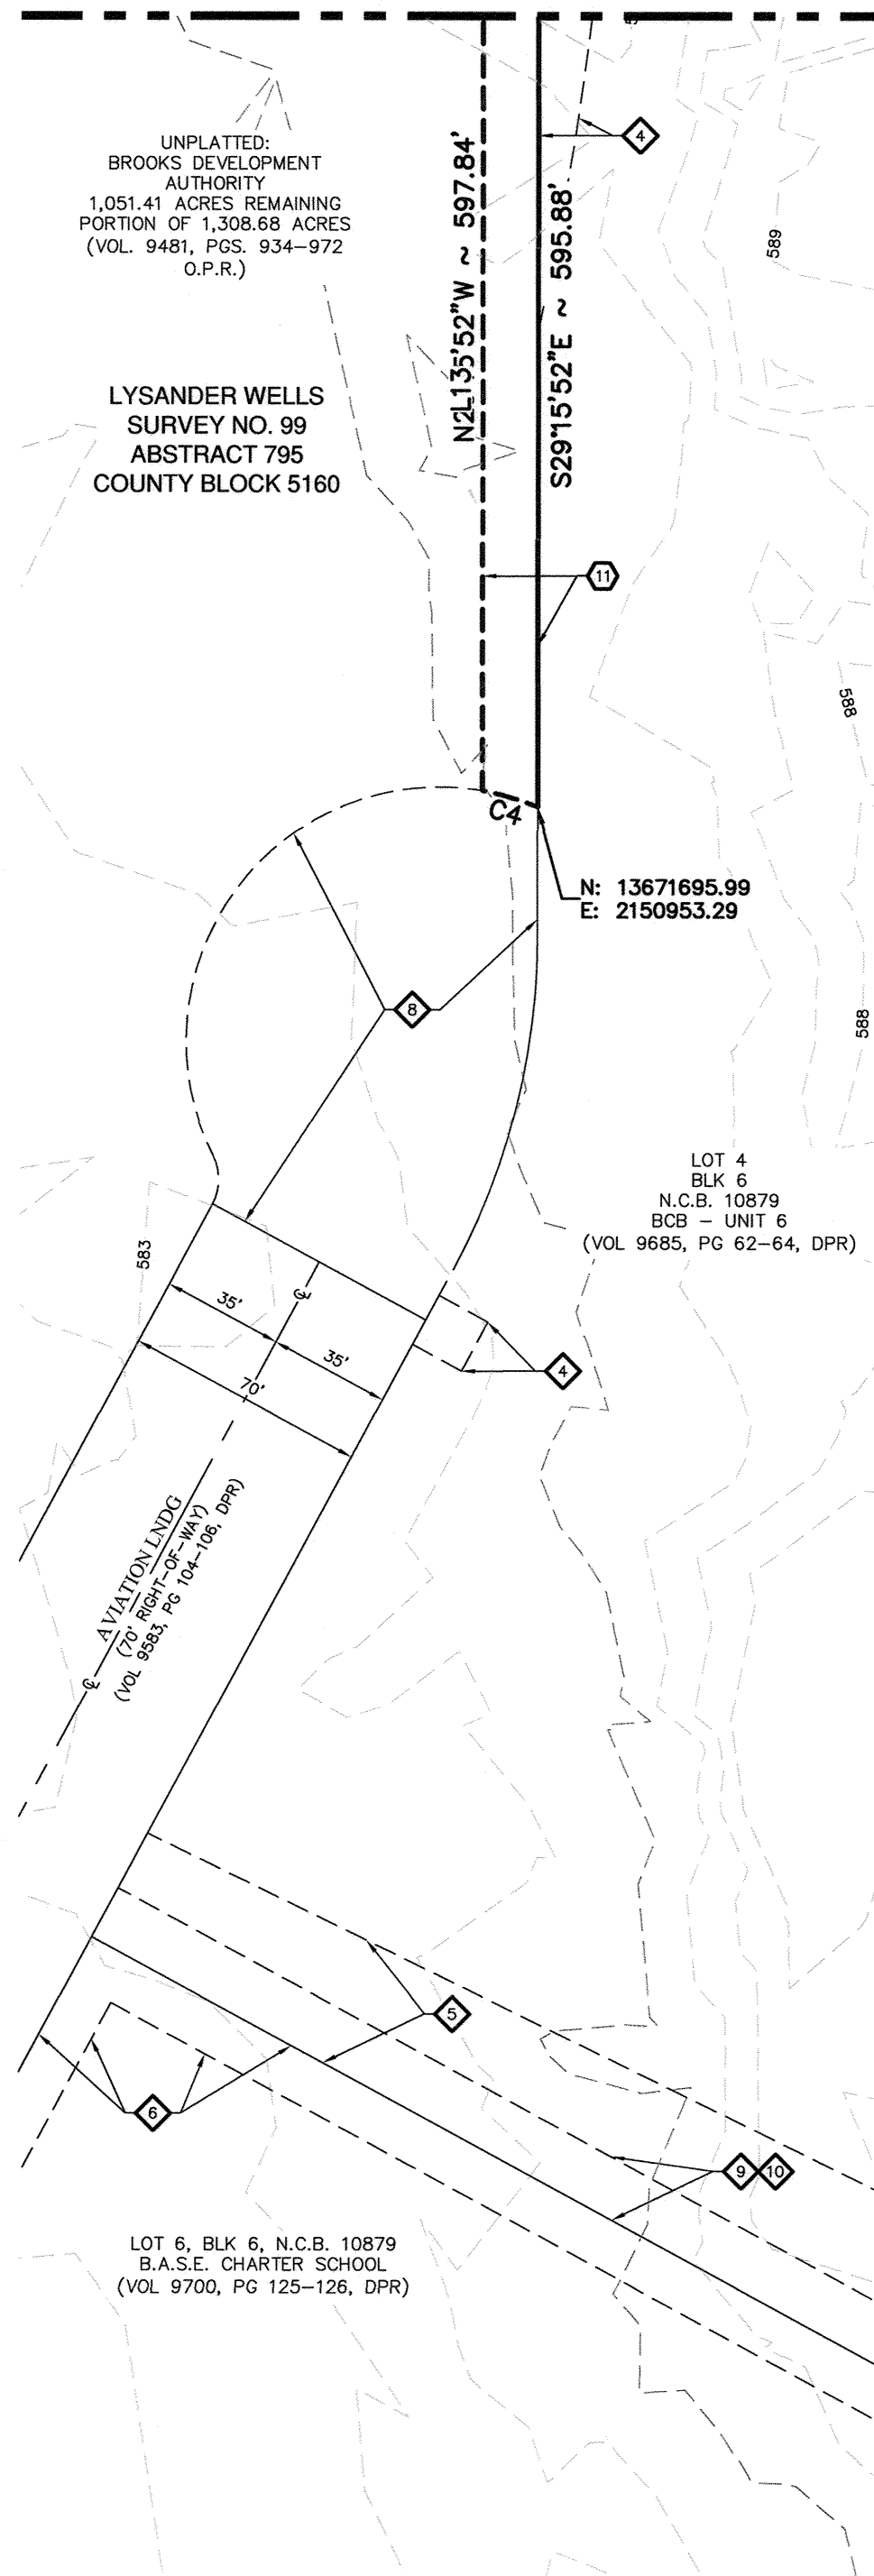 UNPLATTED:
BROOKS DEVELOPMENT
AUTHORITY
1,051.41 ACRES REMAINING
PORTION OF 1,308.68 ACRES
(VOL. 9481, PGS. 934-972
O.P.R.)
4
589
S29°15'52"E ~ 595.88'
~ 597.84'
LYSANDER WELLS
SURVEY NO. 99
ABSTRACT 795
COUNTY BLOCK 5160
11
588
C4
N: 13671695.99
E: 2150953.29
8
588
LOT 4
BLK 6
N.C.B. 10879
BCB - UNIT 6
(VOL 9685, PG 62-64, DPR)
583
35'
35'
70'
4
AVIATION LNDG
(70' RIGHT-OF-WAY)
(VOL 9583, PG 104-106, DPR)
5
6
9 10
LOT 6, BLK 6, N.C.B. 10879
B.A.S.E. CHARTER SCHOOL
(VOL 9700, PG 125-126, DPR)